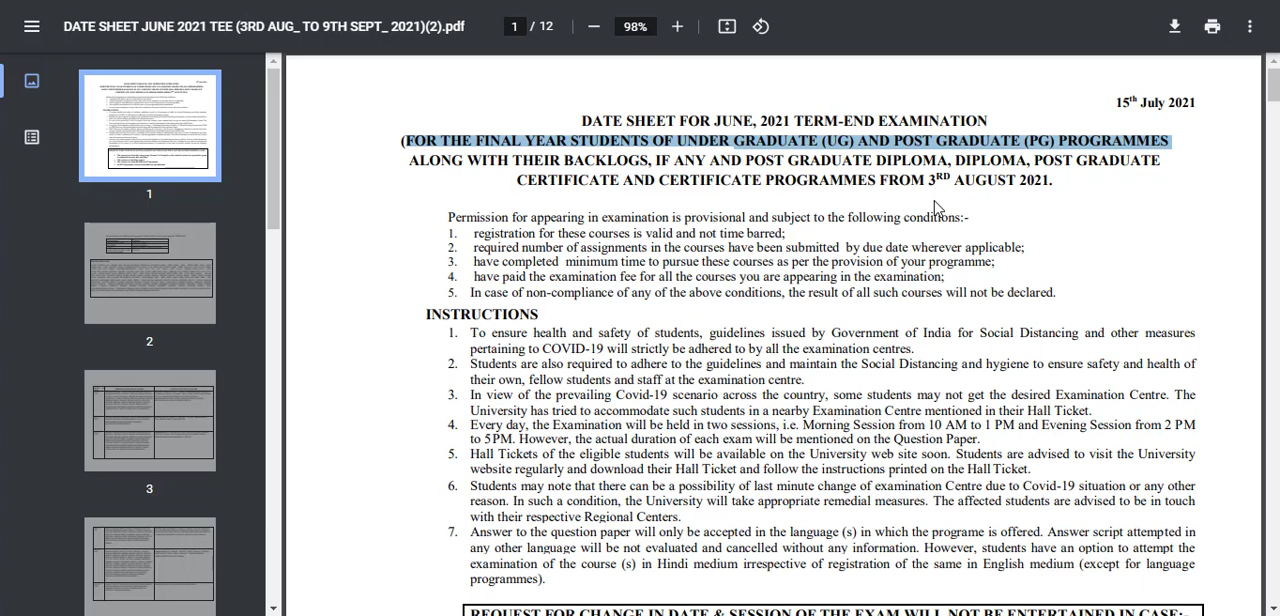 DATE SHEET JUNE 2021 TEE (3RD AUG_ TO 9TH SEPT_ 2021)(2).pdf
1 / 12
98%
1
2
3
15th July 2021
DATE SHEET FOR JUNE, 2021 TERM-END EXAMINATION
(FOR THE FINAL YEAR STUDENTS OF UNDER GRADUATE (UG) AND POST GRADUATE (PG) PROGRAMMES
ALONG WITH THEIR BACKLOGS, IF ANY AND POST GRADUATE DIPLOMA, DIPLOMA, POST GRADUATE
CERTIFICATE AND CERTIFICATE PROGRAMMES FROM 3RD AUGUST 2021.
Permission for appearing in examination is provisional and subject to the following conditions:-
1. registration for these courses is valid and not time barred;
2. required number of assignments in the courses have been submitted by due date wherever applicable;
3. have completed minimum time to pursue these courses as per the provision of your programme;
4. have paid the examination fee for all the courses you are appearing in the examination;
5. In case of non-compliance of any of the above conditions, the result of all such courses will not be declared.
INSTRUCTIONS
1. To ensure health and safety of students, guidelines issued by Government of India for Social Distancing and other measures
pertaining to COVID-19 will strictly be adhered to by all the examination centres.
2. Students are also required to adhere to the guidelines and maintain the Social Distancing and hygiene to ensure safety and health of
their own, fellow students and staff at the examination centre.
3. In view of the prevailing Covid-19 scenario across the country, some students may not get the desired Examination Centre. The
University has tried to accommodate such students in a nearby Examination Centre mentioned in their Hall Ticket.
4. Every day, the Examination will be held in two sessions, i.e. Morning Session from 10 AM to 1 PM and Evening Session from 2 PM
to 5 PM. However, the actual duration of each exam will be mentioned on the Question Paper.
5. Hall Tickets of the eligible students will be available on the University web site soon. Students are advised to visit the University
website regularly and download their Hall Ticket and follow the instructions printed on the Hall Ticket.
6. Students may note that there can be a possibility of last minute change of examination Centre due to Covid-19 situation or any other
reason. In such a condition, the University will take appropriate remedial measures. The affected students are advised to be in touch
with their respective Regional Centers.
7. Answer to the question paper will only be accepted in the language (s) in which the programe is offered. Answer script attempted in
any other language will be not evaluated and cancelled without any information. However, students have an option to attempt the
examination of the course (s) in Hindi medium irrespective of registration of the same in English medium (except for language
programmes).
REQUEST FOR CHANGE IN DATE & SESSION OF THE EXAM WILL NOT BE ENTERTAINED IN CASE:-